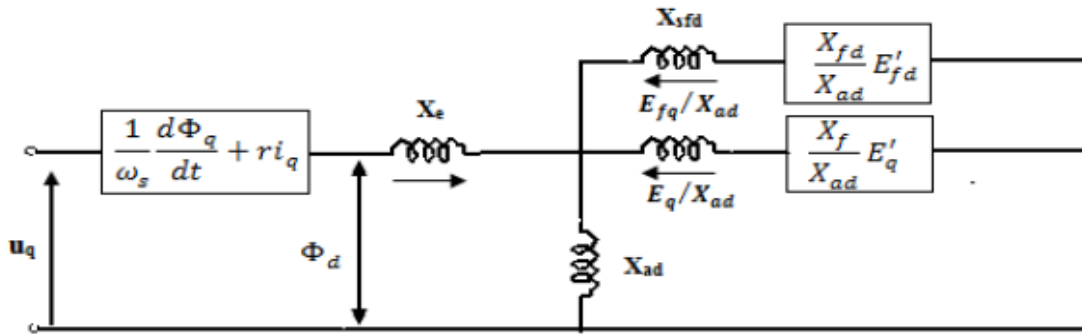 X_sfd
X_fd/X_ad E'_fd
E_fq/X_ad
X_e
1/ω_s dΦ_q/dt + ri_q
X_f/X_ad E'_q
E_q/X_ad
u_q
Φ_d
X_ad